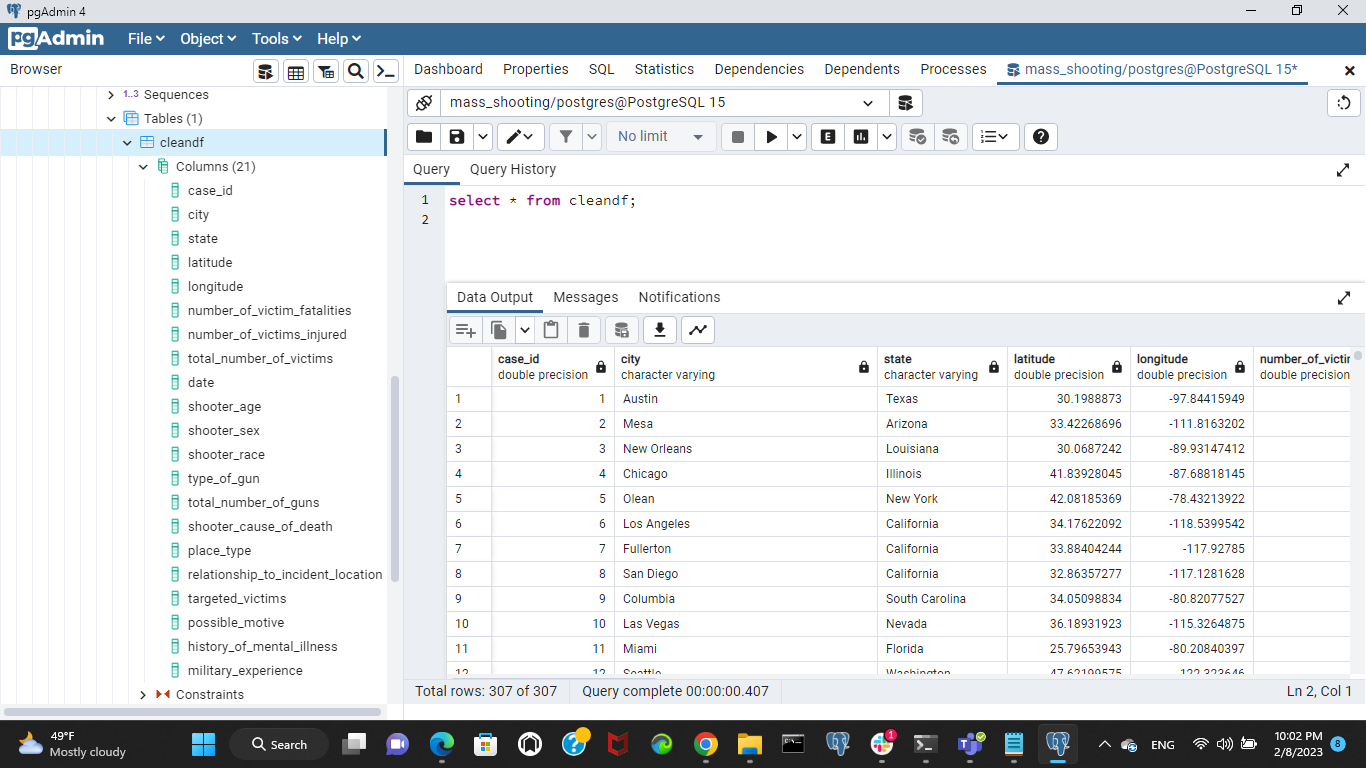 pgAdmin 4
pgAdmin
File Object Tools Help
Browser
Dashboard Properties SQL Statistics Dependencies Dependents Processes mass_shooting/postgres@PostgreSQL 15*
1..3 Sequences
Tables (1)
cleandf
Columns (21)
case_id
city
state
latitude
longitude
number_of_victim_fatalities
number_of_victims_injured
total_number_of_victims
date
shooter_age
shooter_sex
shooter_race
type_of_gun
total_number_of_guns
shooter_cause_of_death
place_type
relationship_to_incident_location
targeted_victims
possible_motive
history_of_mental_illness
military_experience
Constraints
mass_shooting/postgres@PostgreSQL 15
No limit E
Query Query History
1 select * from cleandf;
2
Data Output Messages Notifications
case_id city state latitude longitude number_of_victim
double precision character varying character varying double precision double precision double precision
1 1 Austin Texas 30.1988873 -97.84415949
2 2 Mesa Arizona 33.42268696 -111.8163202
3 3 New Orleans Louisiana 30.0687242 -89.93147412
4 4 Chicago Illinois 41.83928045 -87.68818145
5 5 Olean New York 42.08185369 -78.43213922
6 6 Los Angeles California 34.17622092 -118.5399542
7 7 Fullerton California 33.88404244 -117.92785
8 8 San Diego California 32.86357277 -117.1281628
9 9 Columbia South Carolina 34.05098834 -80.82077527
10 10 Las Vegas Nevada 36.18931923 -115.3264875
11 11 Miami Florida 25.79653943 -80.20840397
12 12 Seattle Washington 47.62199575 -122.323646
Total rows: 307 of 307 Query complete 00:00:00.407 Ln 2, Col 1
49°F
Mostly cloudy
Search
1
ENG
10:02 PM
2/8/2023
8